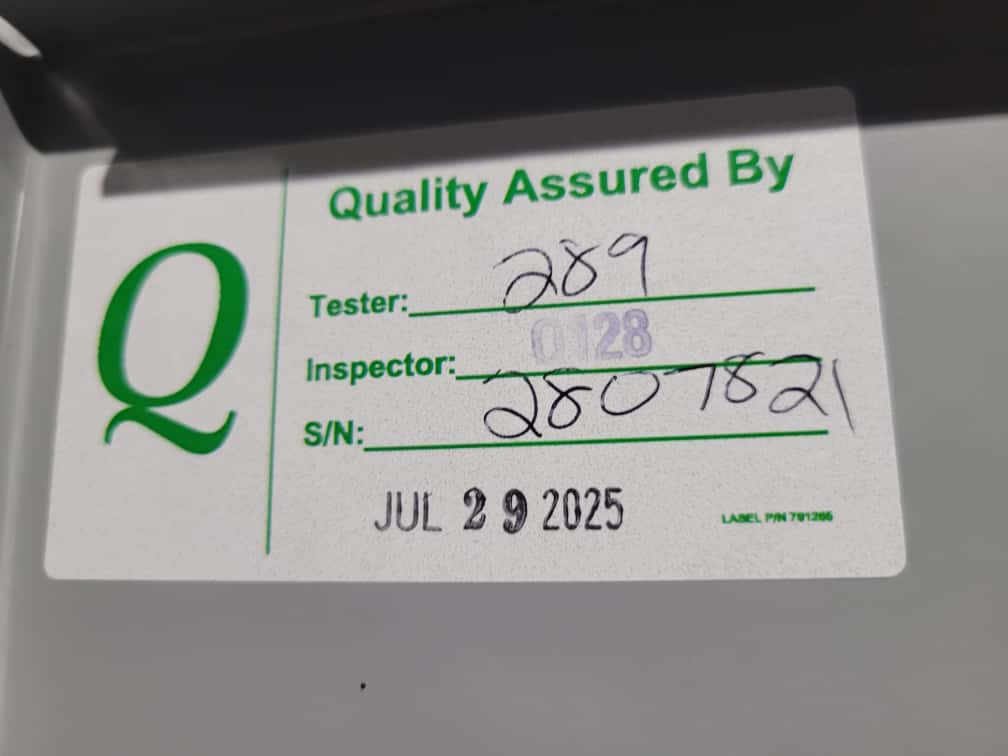 Q
Quality Assured By
Tester: 289
Inspector: 0128
S/N: 2807821
JUL 29 2025
LABEL P/N 791266